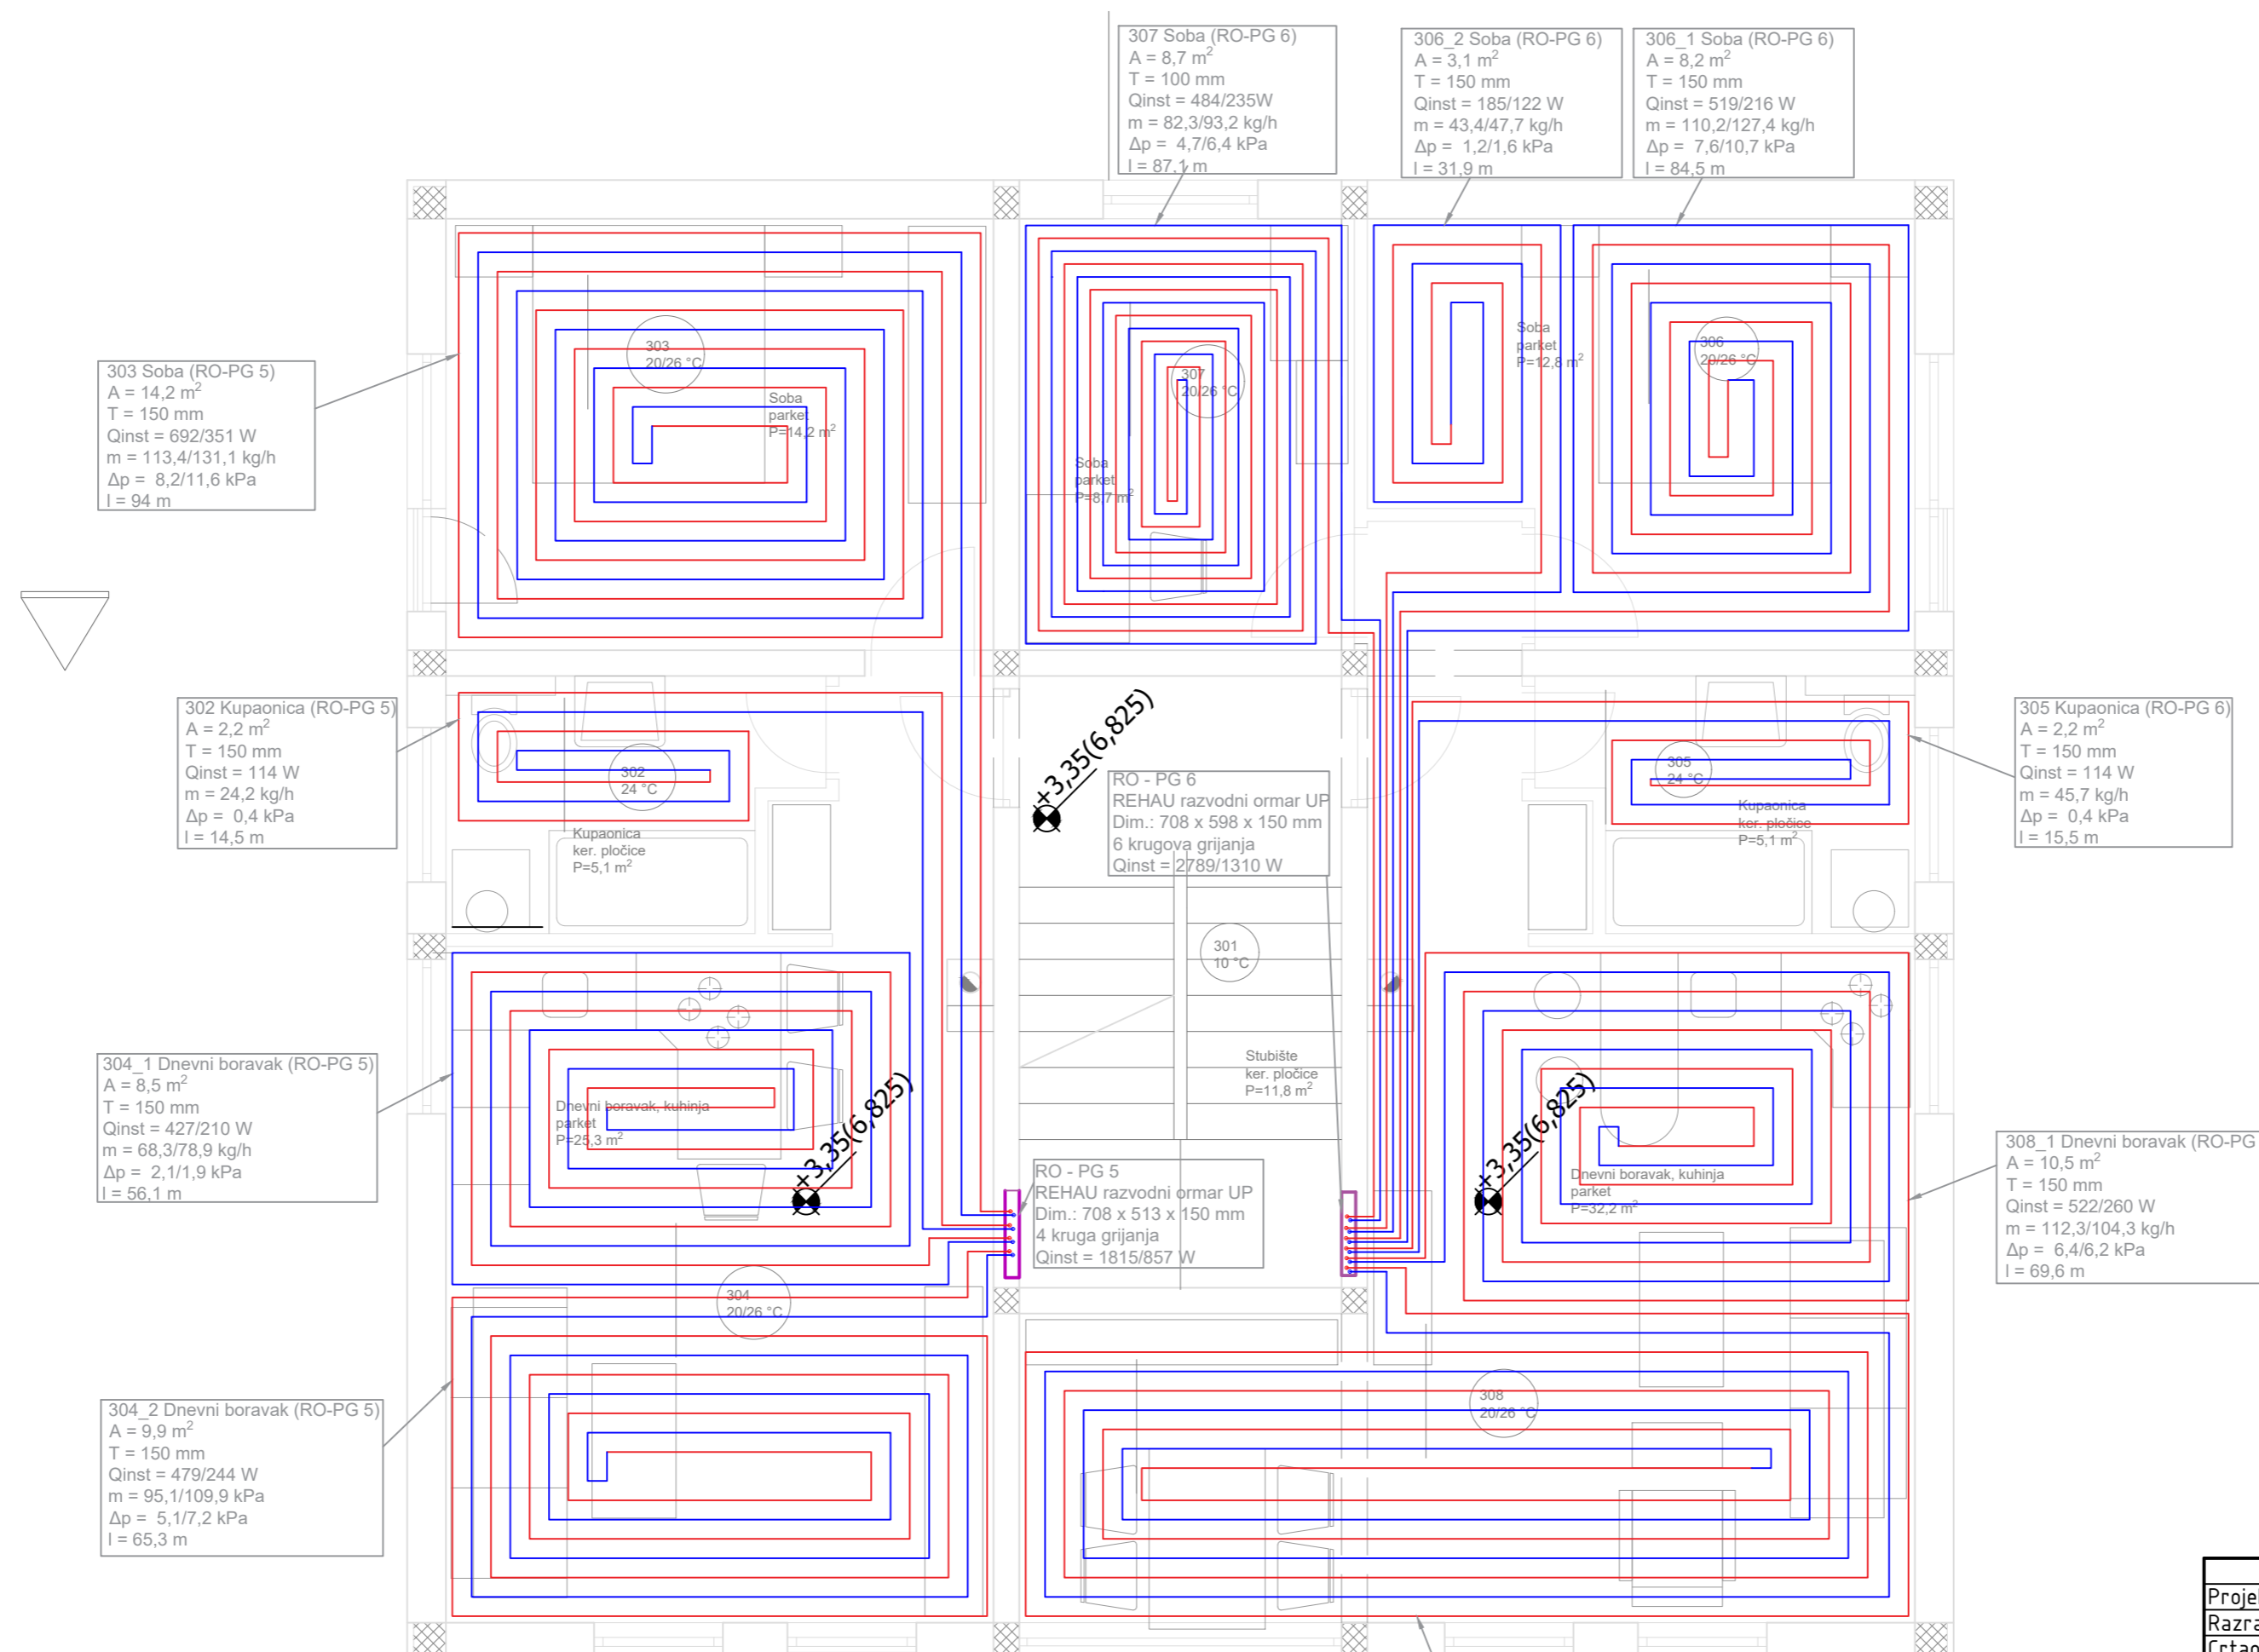 307 Soba (RO-PG 6)
A = 8,7 m²
T = 100 mm
Qinst = 484/235W
m = 82,3/93,2 kg/h
Δp = 4,7/6,4 kPa
l = 87,1 m
306_2 Soba (RO-PG 6)
A = 3,1 m²
T = 150 mm
Qinst = 185/122 W
m = 43,4/47,7 kg/h
Δp = 1,2/1,6 kPa
l = 31,9 m
306_1 Soba (RO-PG 6)
A = 8,2 m²
T = 150 mm
Qinst = 519/216 W
m = 110,2/127,4 kg/h
Δp = 7,6/10,7 kPa
l = 84,5 m
303 Soba (RO-PG 5)
A = 14,2 m²
T = 150 mm
Qinst = 692/351 W
m = 113,4/131,1 kg/h
Δp = 8,2/11,6 kPa
l = 94 m
303
20/26 °C
Soba
parket
P=14,2 m²
307
20/26 °C
Soba
parket
P=8,7 m²
Soba
parket
P=12,8 m²
306
20/26 °C
302 Kupaonica (RO-PG 5)
A = 2,2 m²
T = 150 mm
Qinst = 114 W
m = 24,2 kg/h
Δp = 0,4 kPa
l = 14,5 m
302
24 °C
Kupaonica
ker. pločice
P=5,1 m²
+3,35(6,825)
RO - PG 6
REHAU razvodni ormar UP
Dim.: 708 x 598 x 150 mm
6 krugova grijanja
Qinst = 2789/1310 W
305
24 °C
Kupaonica
ker. pločice
P=5,1 m²
305 Kupaonica (RO-PG 6)
A = 2,2 m²
T = 150 mm
Qinst = 114 W
m = 45,7 kg/h
Δp = 0,4 kPa
l = 15,5 m
301
10 °C
Stubište
ker. pločice
P=11,8 m²
304_1 Dnevni boravak (RO-PG 5)
A = 8,5 m²
T = 150 mm
Qinst = 427/210 W
m = 68,3/78,9 kg/h
Δp = 2,1/1,9 kPa
l = 56,1 m
Dnevni boravak, kuhinja
parket
P=25,3 m²
+3,35(6,825)
RO - PG 5
REHAU razvodni ormar UP
Dim.: 708 x 513 x 150 mm
4 kruga grijanja
Qinst = 1815/857 W
+3,35(6,825)
Dnevni boravak, kuhinja
parket
P=32,2 m²
308_1 Dnevni boravak (RO-PG
A = 10,5 m²
T = 150 mm
Qinst = 522/260 W
m = 112,3/104,3 kg/h
Δp = 6,4/6,2 kPa
l = 69,6 m
304
20/26 °C
304_2 Dnevni boravak (RO-PG 5)
A = 9,9 m²
T = 150 mm
Qinst = 479/244 W
m = 95,1/109,9 kPa
Δp = 5,1/7,2 kPa
l = 65,3 m
308
20/26 °C
Projek
Razra